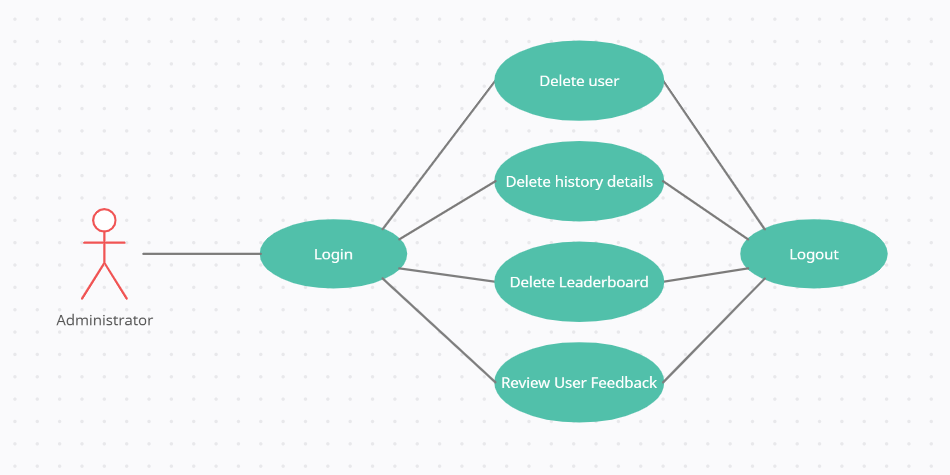 Delete user
Delete history details
Login
Logout
Delete Leaderboard
Administrator
Review User Feedback